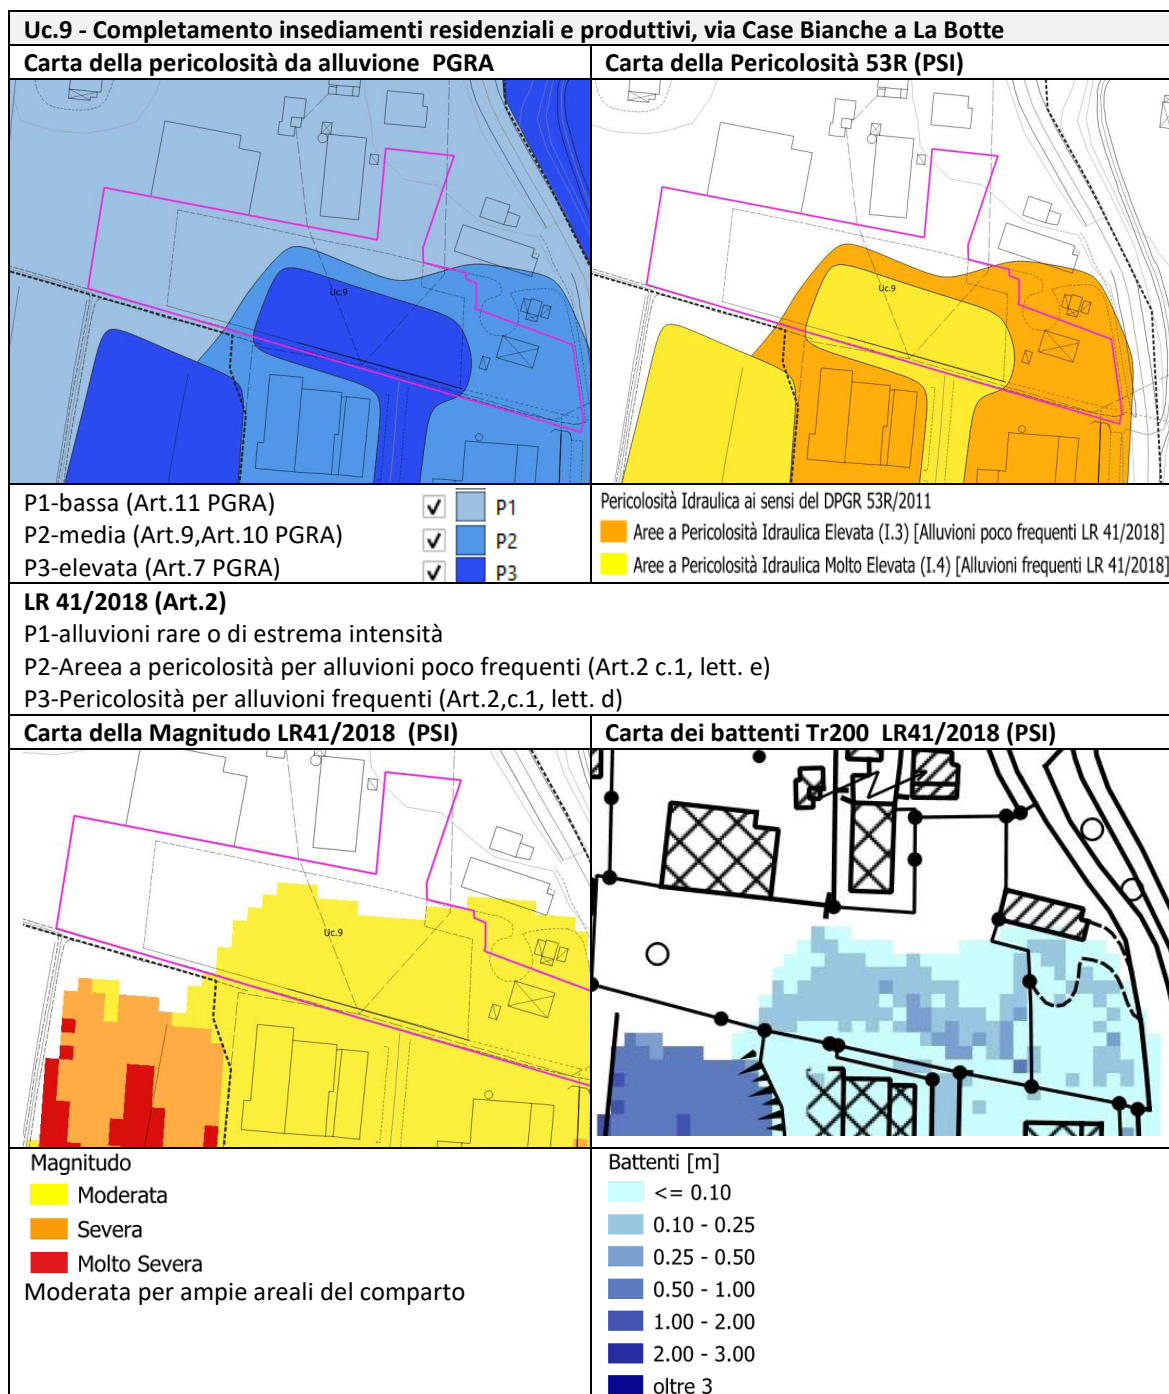 Uc.9 - Completamento insediamenti residenziali e produttivi, via Case Bianche a La Botte
Carta della pericolosità da alluvione PGRA
Carta della Pericolosità 53R (PSI)
Uc.9
Uc.9
P1-bassa (Art.11 PGRA)
P2-media (Art.9,Art.10 PGRA)
P3-elevata (Art.7 PGRA)
P1
P2
P3
Pericolosità Idraulica ai sensi del DPGR 53R/2011
Aree a Pericolosità Idraulica Elevata (I.3) [Alluvioni poco frequenti LR 41/2018]
Aree a Pericolosità Idraulica Molto Elevata (I.4) [Alluvioni frequenti LR 41/2018]
LR 41/2018 (Art.2)
P1-alluvioni rare o di estrema intensità
P2-Areea a pericolosità per alluvioni poco frequenti (Art.2 c.1, lett. e)
P3-Pericolosità per alluvioni frequenti (Art.2,c.1, lett. d)
Carta della Magnitudo LR41/2018 (PSI)
Carta dei battenti Tr200 LR41/2018 (PSI)
Uc.9
Magnitudo
Moderata
Severa
Molto Severa
Moderata per ampie areali del comparto
Battenti [m]
<= 0.10
0.10 - 0.25
0.25 - 0.50
0.50 - 1.00
1.00 - 2.00
2.00 - 3.00
oltre 3